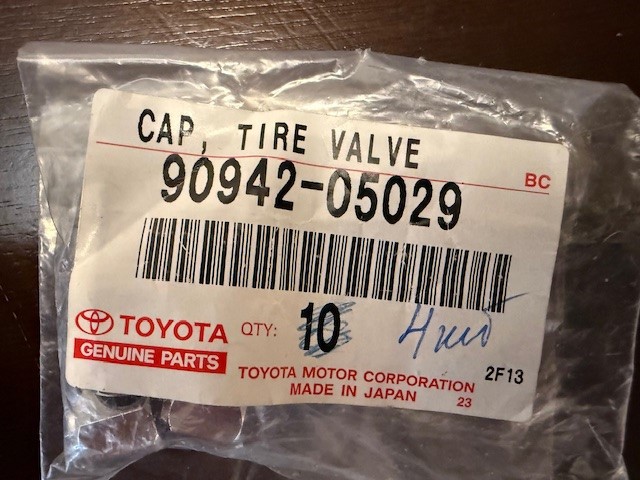 CAP, TIRE VALVE
BC
90942-05029
TOYOTA
GENUINE PARTS
QTY: 10
2F13
TOYOTA MOTOR CORPORATION
MADE IN JAPAN 23